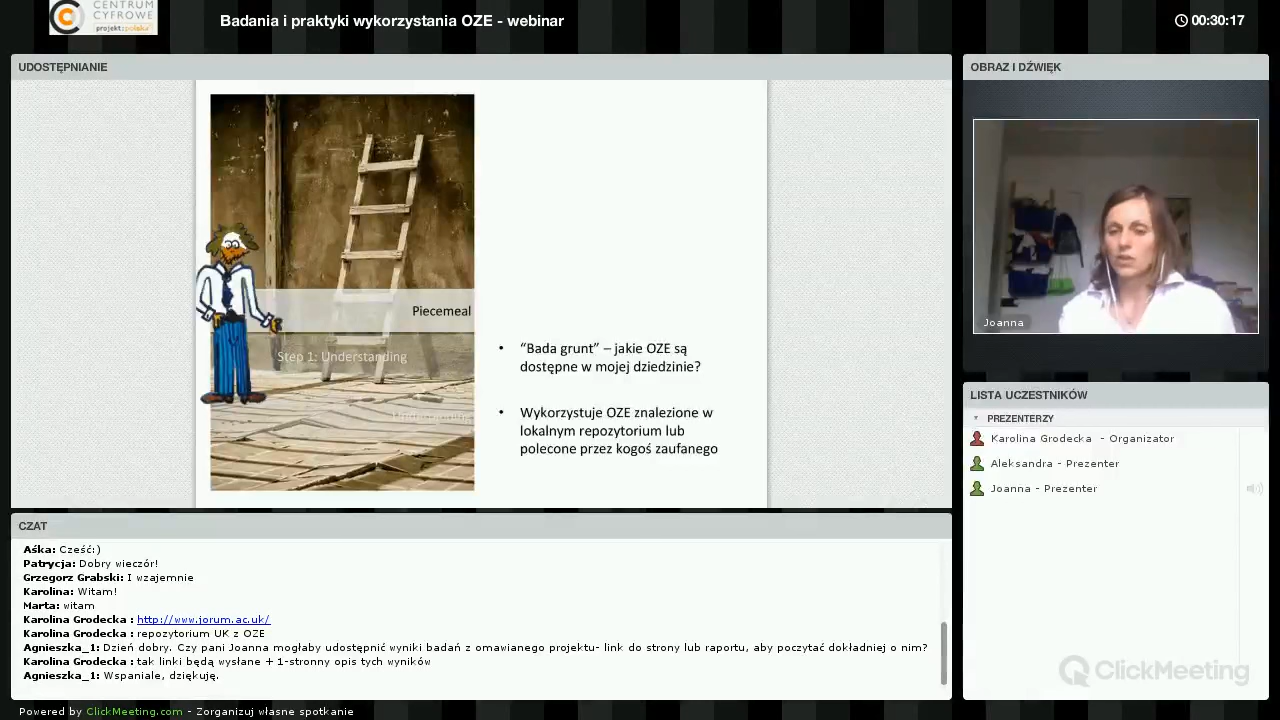 CENTRUM
CYFROWE
projekt: polska
Badania i praktyki wykorzystania OZE - webinar
00:30:17
UDOSTĘPNIANIE
Piecemeal
Step 1: Understanding
• “Bada grunt” – jakie OZE są
dostępne w mojej dziedzinie?
• Wykorzystuje OZE znalezione w
lokalnym repozytorium lub
polecone przez kogoś zaufanego
OBRAZ I DŹWIĘK
Joanna
LISTA UCZESTNIKÓW
PREZENTERZY
Karolina Grodecka - Organizator
Aleksandra - Prezenter
Joanna - Prezenter
ClickMeeting
CZAT
Aśka: Cześć:)
Patrycja: Dobry wieczór!
Grzegorz Grabski: I wzajemnie
Karolina: Witam!
Marta: witam
Karolina Grodecka : http://www.jorum.ac.uk/
Karolina Grodecka : repozytorium UK z OZE
Agnieszka_1: Dzień dobry. Czy pani Joanna mogłaby udostępnić wyniki badań z omawianego projektu- link do strony lub raportu, aby poczytać dokładniej o nim?
Karolina Grodecka : tak linki będą wysłane + 1-stronny opis tych wyników
Agnieszka_1: Wspaniale, dziękuję.
Powered by ClickMeeting.com - Zorganizuj własne spotkanie